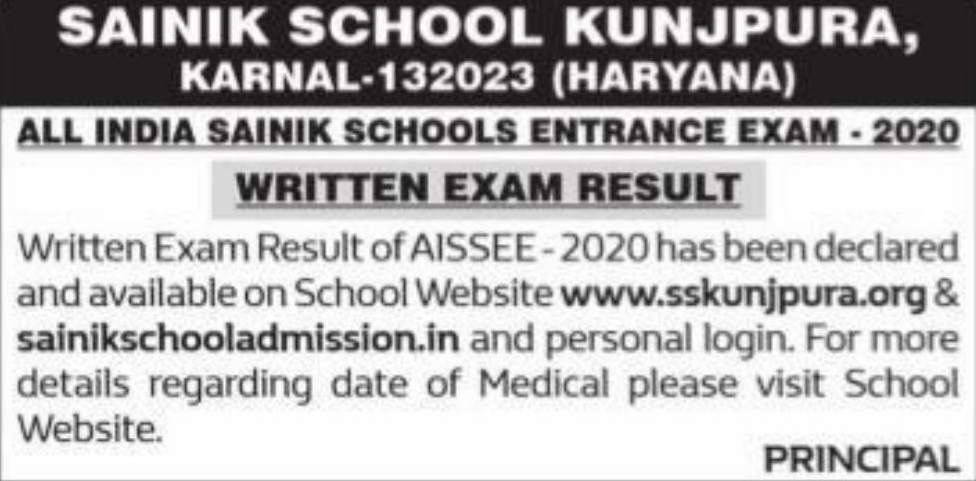 SAINIK SCHOOL KUNJPURA,
KARNAL-132023 (HARYANA)
ALL INDIA SAINIK SCHOOLS ENTRANCE EXAM - 2020
WRITTEN EXAM RESULT
Written Exam Result of AISSEE - 2020 has been declared
and available on School Website www.sskunjpura.org &
sainikschooladmission.in and personal login. For more
details regarding date of Medical please visit School
Website.
PRINCIPAL